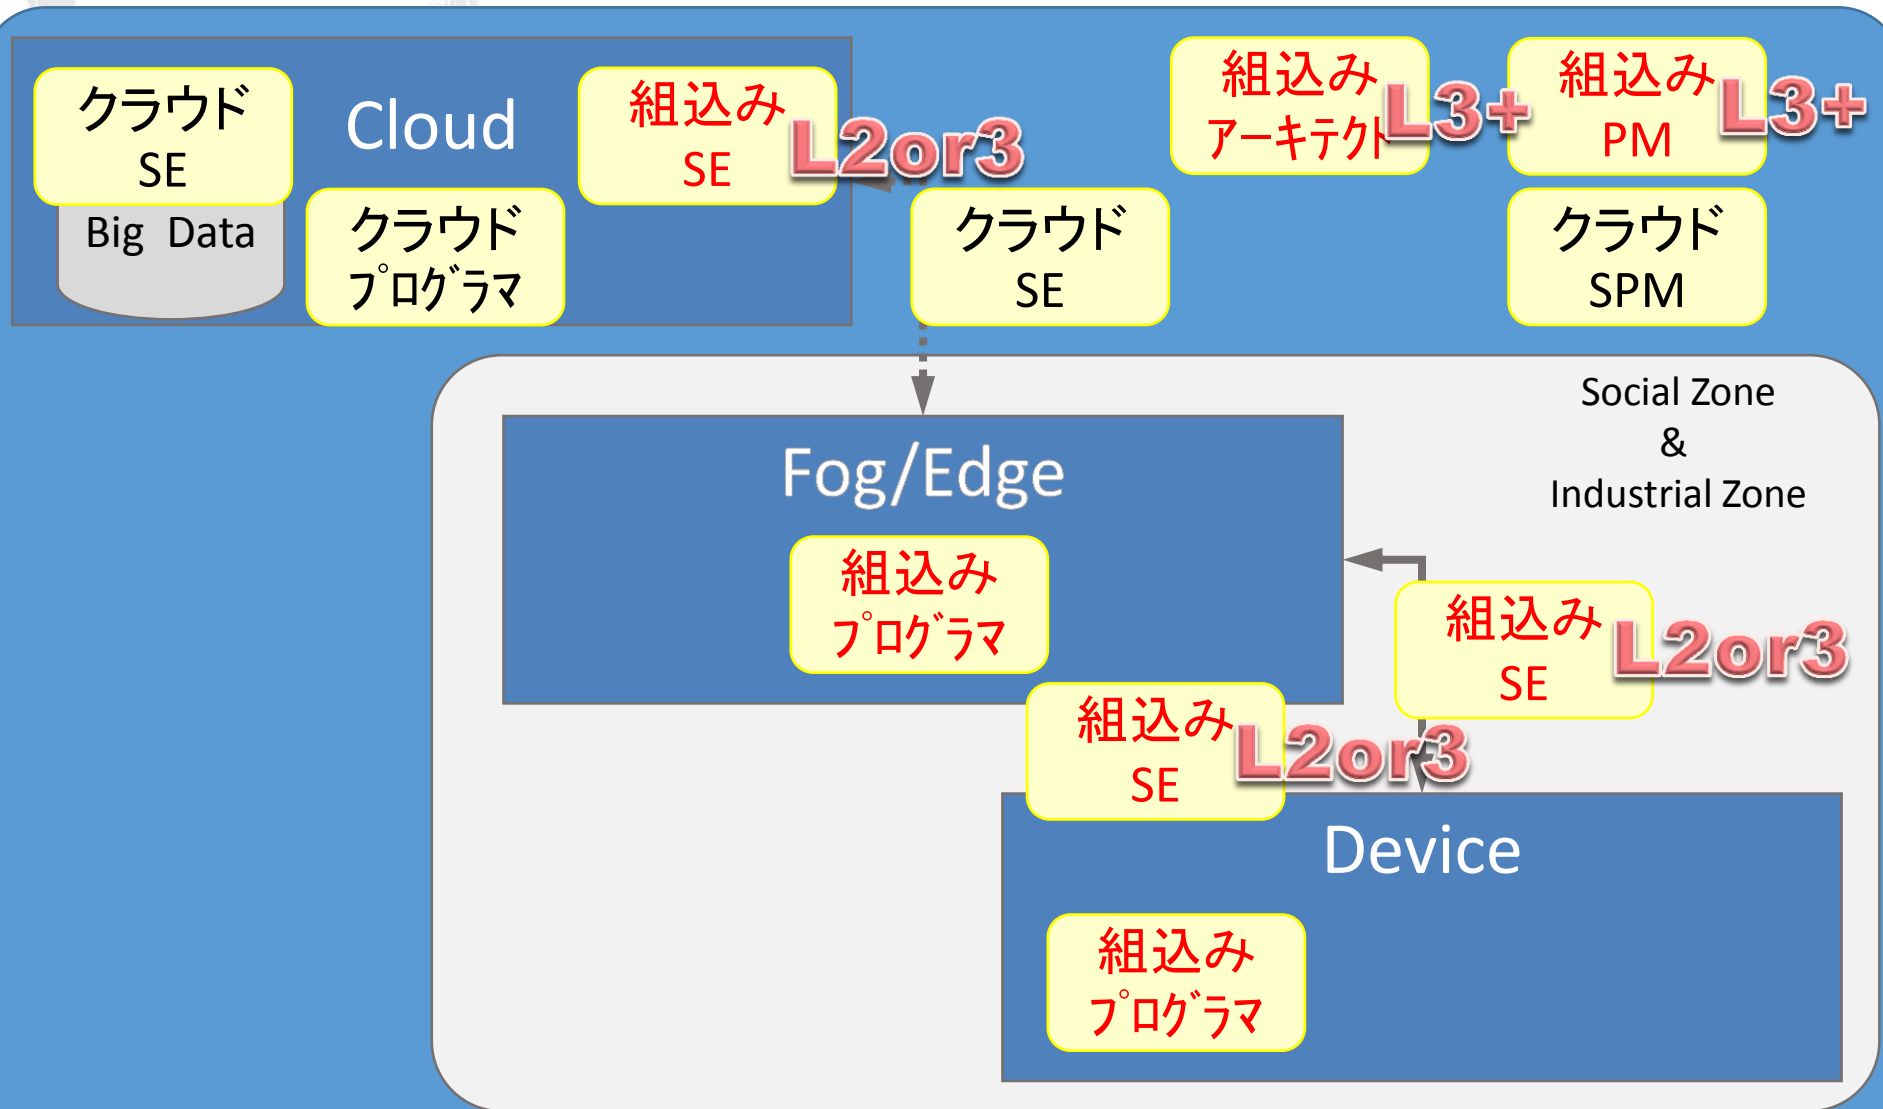 クラウド
SE
Cloud
Big Data
クラウド
プログラマ
組込み
SE
L2or3
クラウド
SE
組込み
アーキテクト
L3+
組込み
PM
L3+
クラウド
SPM
Social Zone
&
Industrial Zone
Fog/Edge
組込み
プログラマ
組込み
SE
L2or3
組込み
SE
L2or3
Device
組込み
プログラマ